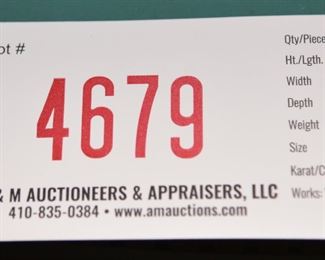 ot #
4679
& M AUCTIONEERS & APPRAISERS, LLC
410-835-0384 • www.amauctions.com
Qty/Piece
Ht./Lgth.
Width
Depth
Weight
Size
Karat/C
Works: